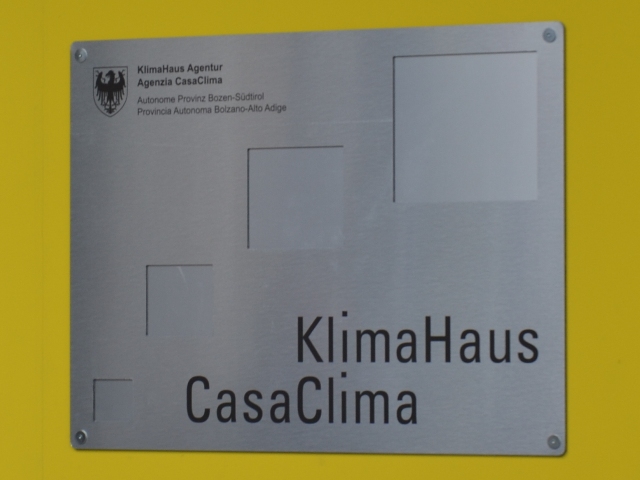 KlimaHaus Agentur
Agenzia CasaClima
Autonome Provinz Bozen-Südtirol
Provincia Autonoma Bolzano-Alto Adige
KlimaHaus
CasaClima